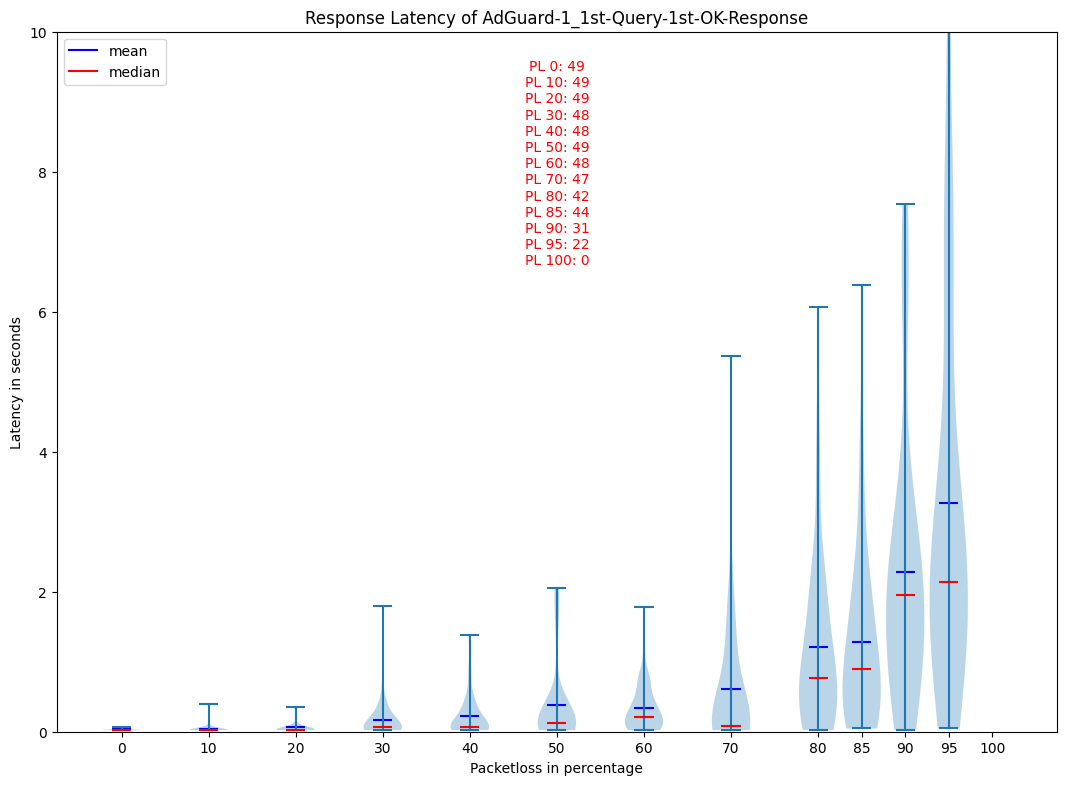 Response Latency of AdGuard-1_1st-Query-1st-OK-Response
mean
median
PL 0: 49
PL 10: 49
PL 20: 49
PL 30: 48
PL 40: 48
PL 50: 49
PL 60: 48
PL 70: 47
PL 80: 42
PL 85: 44
PL 90: 31
PL 95: 22
PL 100: 0
Latency in seconds
10
8
6
4
2
0
0 10 20 30 40 50 60 70 80 85 90 95 100
Packetloss in percentage